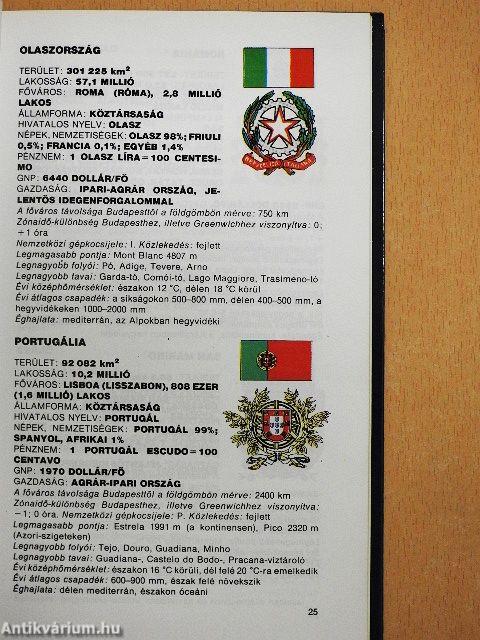 OLASZORSZÁG
TERÜLET: 301 225 km²
LAKOSSÁG: 57,1 MILLIÓ
FŐVÁROS: ROMA (RÓMA), 2,8 MILLIÓ
LAKOS
ÁLLAMFORMA: KÖZTÁRSASÁG
HIVATALOS NYELV: OLASZ
NÉPEK, NEMZETISÉGEK: OLASZ 98%; FRIULI
0,5%; FRANCIA 0,1%; EGYÉB 1,4%
PÉNZNEM: 1 OLASZ LÍRA=100 CENTESI-
MO
GNP: 6440 DOLLÁR/FŐ
GAZDASÁG: IPARI-AGRÁR ORSZÁG, JE-
LENTŐS IDEGENFORGALOMMAL
A főváros távolsága Budapesttől a földgömbön mérve: 750 km
Zónaidő-különbség Budapesthez, illetve Greenwichhez viszonyítva: 0;
+1 óra
Nemzetközi gépkocsijele: I. Közlekedés: fejlett
Legmagasabb pontja: Mont Blanc 4807 m
Legnagyobb folyói: Pó, Adige, Tevere, Arno
Legnagyobb tavai: Garda-tó, Comói-tó, Lago Maggiore, Trasimeno-tó
Évi középhőmérséklet: északon 12 °C, délen 18 °C körül
Évi átlagos csapadék: a síkságokon 500–800 mm, délen 400–500 mm, a
hegyvidékeken 1000–2000 mm
Éghajlata: mediterrán, az Alpokban hegyvidéki
REPVBBLICA ITALIANA
PORTUGÁLIA
TERÜLET: 92 082 km²
LAKOSSÁG: 10,2 MILLIÓ
FŐVÁROS: LISBOA (LISSZABON), 808 EZER
(1,6 MILLIÓ) LAKOS
ÁLLAMFORMA: KÖZTÁRSASÁG
HIVATALOS NYELV: PORTUGÁL
NÉPEK, NEMZETISÉGEK: PORTUGÁL 99%;
SPANYOL, AFRIKAI 1%
PÉNZNEM: 1 PORTUGAL ESCUDO=100
CENTAVO
GNP: 1970 DOLLÁR/FŐ
GAZDASÁG: AGRÁR-IPARI ORSZÁG
A főváros távolsága Budapesttől a földgömbön mérve: 2400 km
Zónaidő-különbség Budapesthez, illetve Greenwichhez viszonyítva:
−1; 0 óra. Nemzetközi gépkocsijele: P. Közlekedés: fejlett
Legmagasabb pontja: Estrela 1991 m (a kontinensen), Pico 2320 m
(Azori-szigeteken)
Legnagyobb folyói: Tejo, Douro, Guadiana, Minho
Legnagyobb tavai: Guadiana-, Castelo do Bodo-, Pracana-víztároló
Évi középhőmérséklet: északon 16 °C körüli, dél felé 20 °C-ra emelkedik
Évi átlagos csapadék: 600–900 mm, észak felé növekszik
Éghajlata: délen mediterrán, északon óceáni
25
Antikvárium.hu